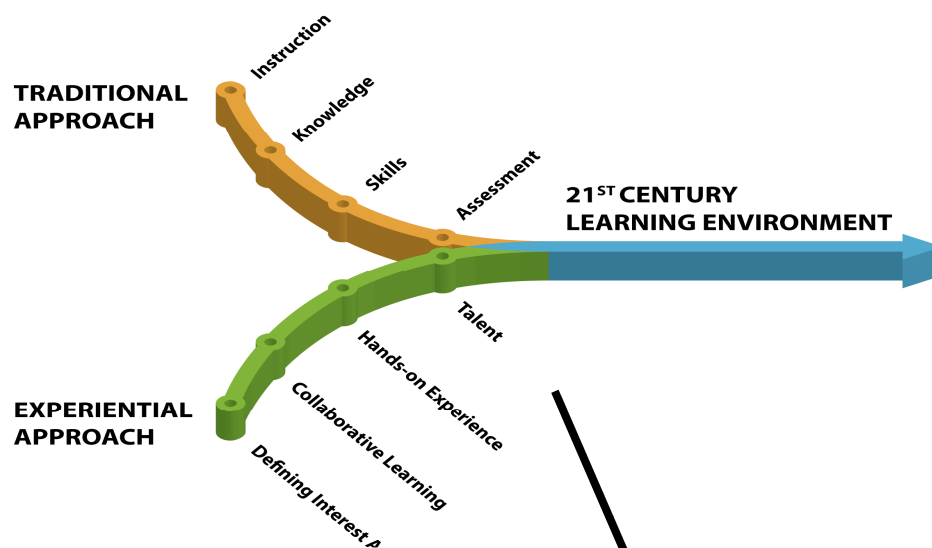 Instruction
TRADITIONAL
APPROACH
Knowledge
Skills
Assessment
21ST CENTURY
LEARNING ENVIRONMENT
Talent
Hands-on Experience
Collaborative Learning
EXPERIENTIAL
APPROACH
Defining Interest